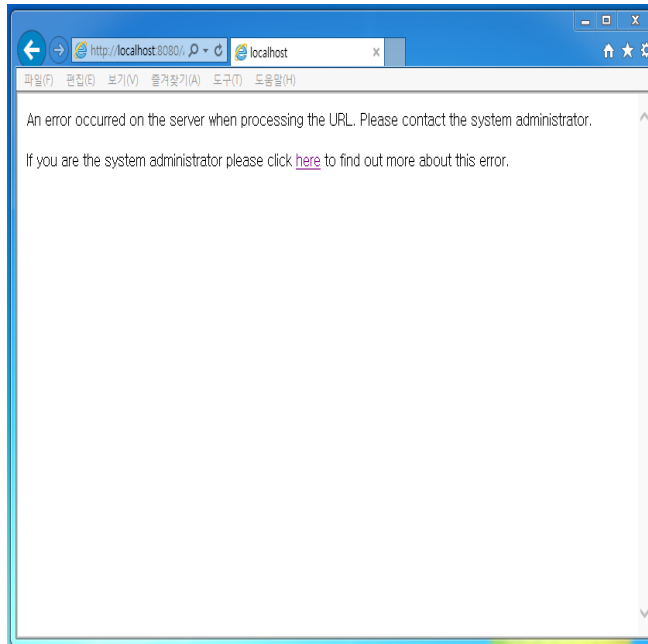 http://localhost:8080/
localhost
파일(F) 편집(E) 보기(V) 즐겨찾기(A) 도구(T) 도움말(H)
An error occurred on the server when processing the URL. Please contact the system administrator.
If you are the system administrator please click here to find out more about this error.